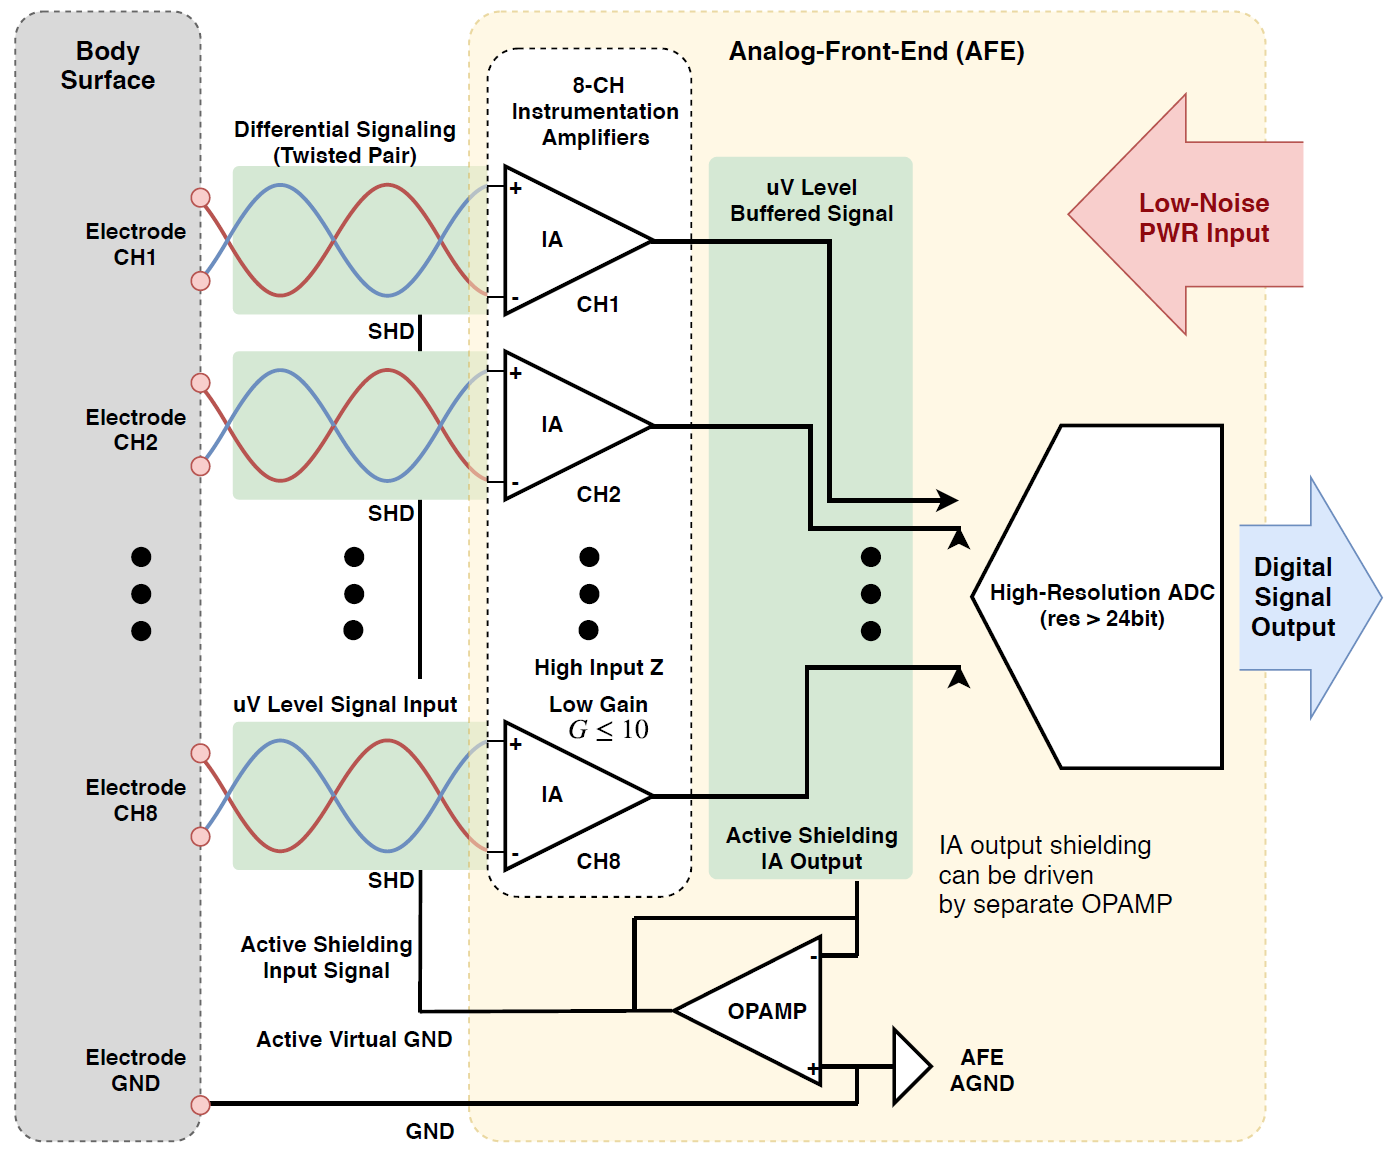 Body
Surface
Analog-Front-End (AFE)
8-CH
Instrumentation
Amplifiers
Differential Signaling
(Twisted Pair)
uV Level
Buffered Signal
Low-Noise
PWR Input
Electrode
CH1
+
IA
-
CH1
SHD
Electrode
CH2
+
IA
-
CH2
SHD
High-Resolution ADC
(res > 24bit)
Digital
Signal
Output
High Input Z
Low Gain
G ≤ 10
uV Level Signal Input
Electrode
CH8
+
IA
-
CH8
SHD
Active Shielding
IA Output
IA output shielding
can be driven
by separate OPAMP
Active Shielding
Input Signal
-
OPAMP
+
Active Virtual GND
Electrode
GND
AFE
AGND
GND